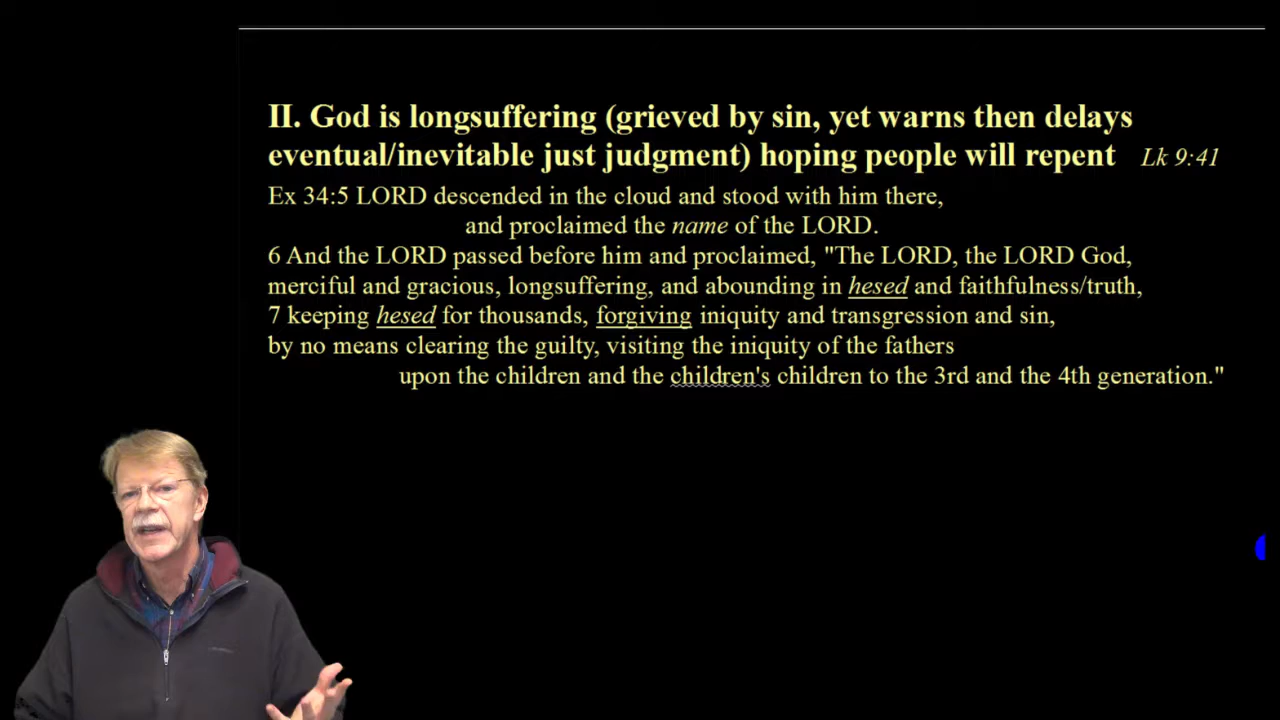 II. God is longsuffering (grieved by sin, yet warns then delays
eventual/inevitable just judgment) hoping people will repent Lk 9:41
Ex 34:5 LORD descended in the cloud and stood with him there,
and proclaimed the name of the LORD.
6 And the LORD passed before him and proclaimed, "The LORD, the LORD God,
merciful and gracious, longsuffering, and abounding in hesed and faithfulness/truth,
7 keeping hesed for thousands, forgiving iniquity and transgression and sin,
by no means clearing the guilty, visiting the iniquity of the fathers
upon the children and the children's children to the 3rd and the 4th generation."